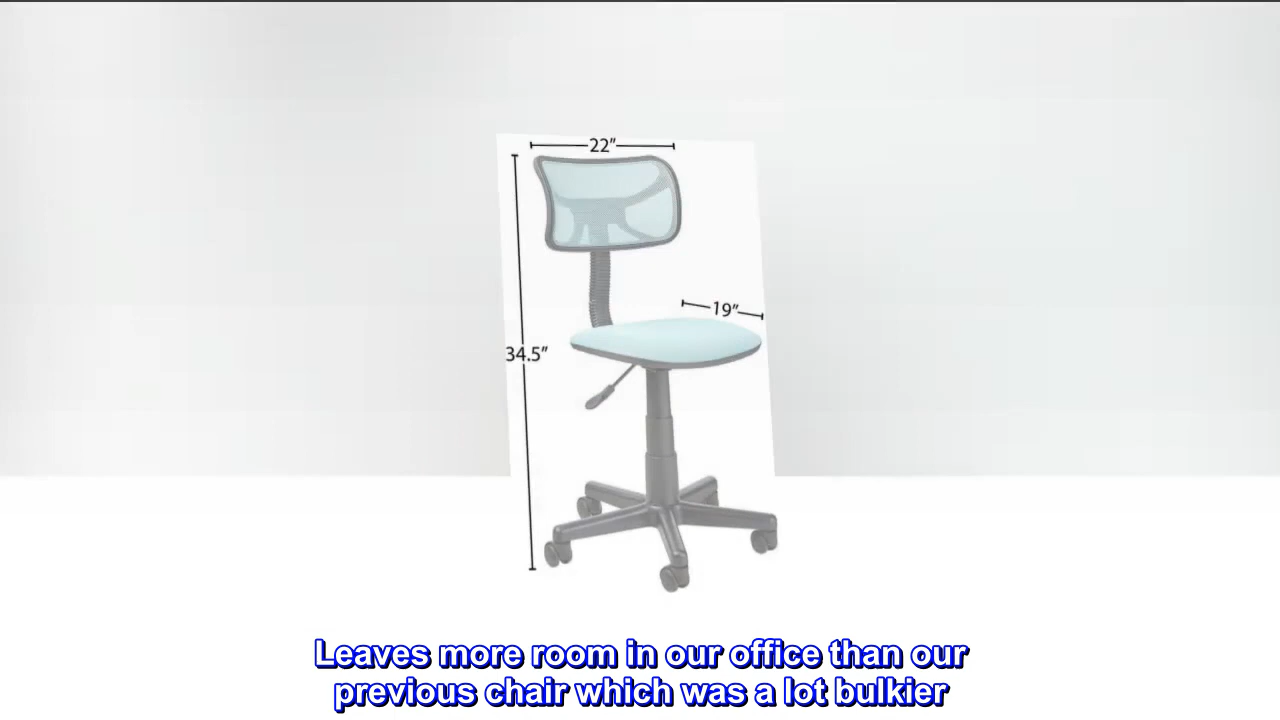 22"
19"
34.5"
Leaves more room in our office than our
previous chair which was a lot bulkier